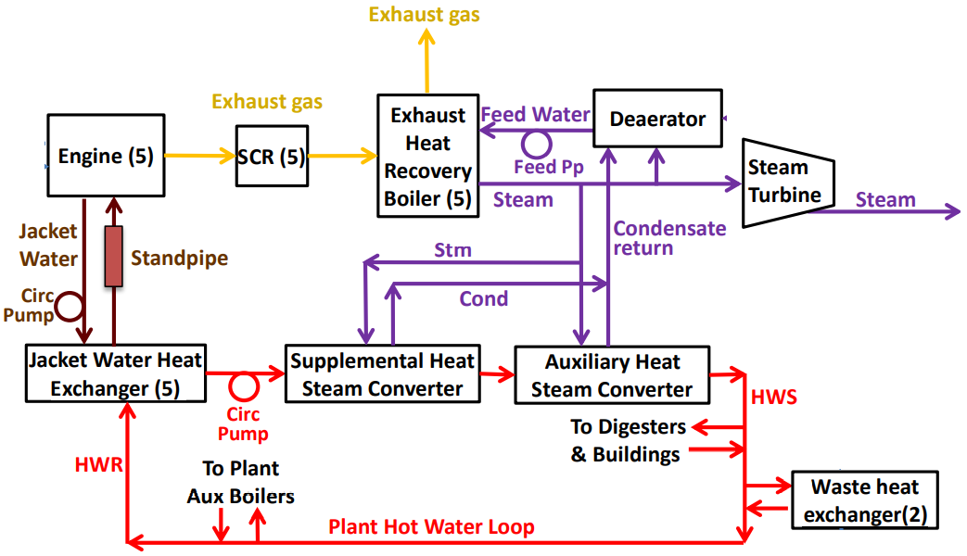 Exhaust gas
Exhaust gas
Engine (5)
SCR (5)
Exhaust
Heat
Recovery
Boiler (5)
Feed Water
Feed Pp
Deaerator
Steam
Turbine
Steam
Steam
Jacket
Water
Standpipe
Circ
Pump
Stm
Cond
Condensate
return
Jacket Water Heat
Exchanger (5)
Circ
Pump
Supplemental Heat
Steam Converter
Auxiliary Heat
Steam Converter
HWS
To Digesters
& Buildings
HWR
To Plant
Aux Boilers
Waste heat
exchanger(2)
Plant Hot Water Loop